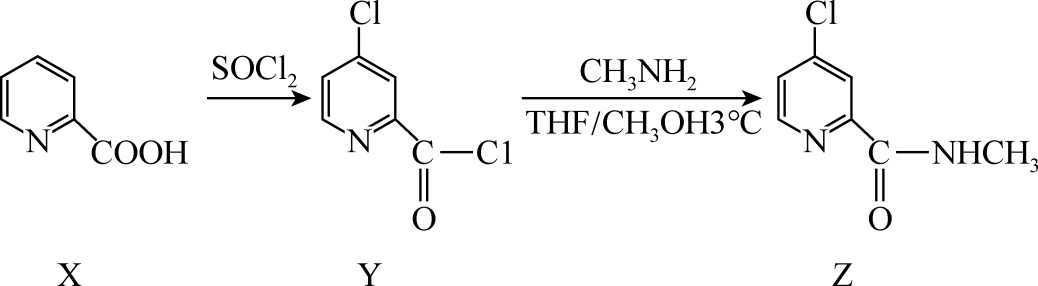 Cl
Cl
SOCl₂
CH₃NH₂
THF/CH₃OH3°C
N
COOH
N
C
Cl
N
C
NHCH₃
O
O
X
Y
Z